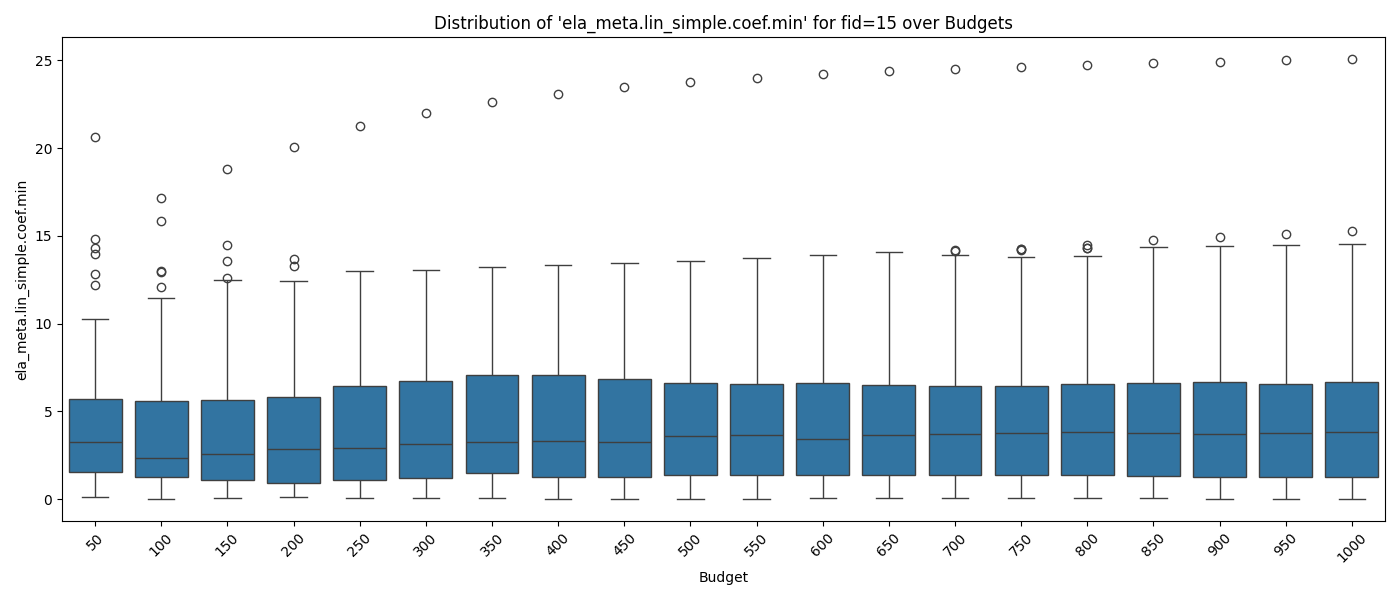 Distribution of 'ela_meta.lin_simple.coef.min' for fid=15 over Budgets
ela_meta.lin_simple.coef.min
25
20
15
10
5
0
50 100 150 200 250 300 350 400 450 500 550 600 650 700 750 800 850 900 950 1000
Budget